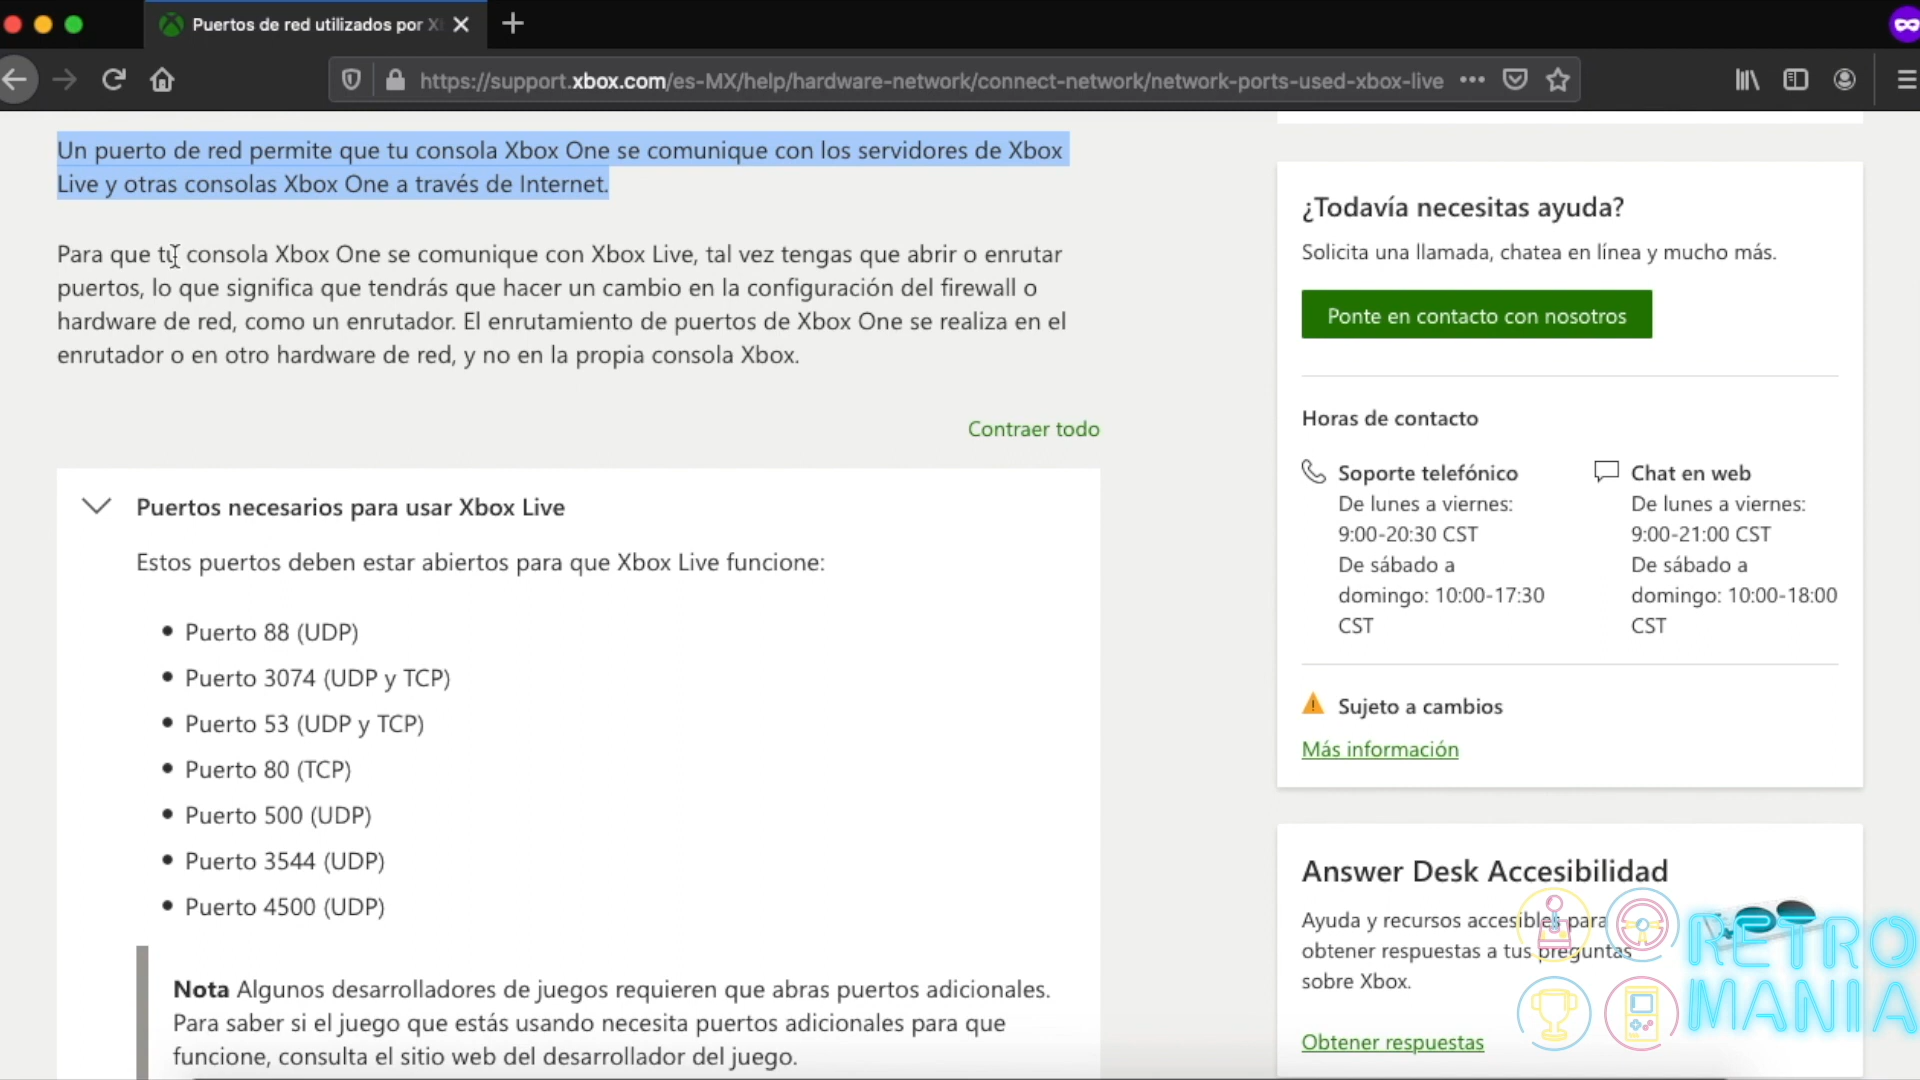 Puertos de red utilizados por X
https://support.xbox.com/es-MX/help/hardware-network/connect-network/network-ports-used-xbox-live
Un puerto de red permite que tu consola Xbox One se comunique con los servidores de Xbox
Live y otras consolas Xbox One a través de Internet.
Para que tu consola Xbox One se comunique con Xbox Live, tal vez tengas que abrir o enrutar
puertos, lo que significa que tendrás que hacer un cambio en la configuración del firewall o
hardware de red, como un enrutador. El enrutamiento de puertos de Xbox One se realiza en el
enrutador o en otro hardware de red, y no en la propia consola Xbox.
Contraer todo
Puertos necesarios para usar Xbox Live
Estos puertos deben estar abiertos para que Xbox Live funcione:
• Puerto 88 (UDP)
• Puerto 3074 (UDP y TCP)
• Puerto 53 (UDP y TCP)
• Puerto 80 (TCP)
• Puerto 500 (UDP)
• Puerto 3544 (UDP)
• Puerto 4500 (UDP)
Nota Algunos desarrolladores de juegos requieren que abras puertos adicionales.
Para saber si el juego que estás usando necesita puertos adicionales para que
funcione, consulta el sitio web del desarrollador del juego.
¿Todavía necesitas ayuda?
Solicita una llamada, chatea en línea y mucho más.
Ponte en contacto con nosotros
Horas de contacto
Soporte telefónico
De lunes a viernes:
9:00-20:30 CST
De sábado a
domingo: 10:00-17:30
CST
Chat en web
De lunes a viernes:
9:00-21:00 CST
De sábado a
domingo: 10:00-18:00
CST
Sujeto a cambios
Más información
Answer Desk Accesibilidad
Ayuda y recursos accesibles para
obtener respuestas a tus preguntas
sobre Xbox.
Obtener respuestas
RETRO
MANIA